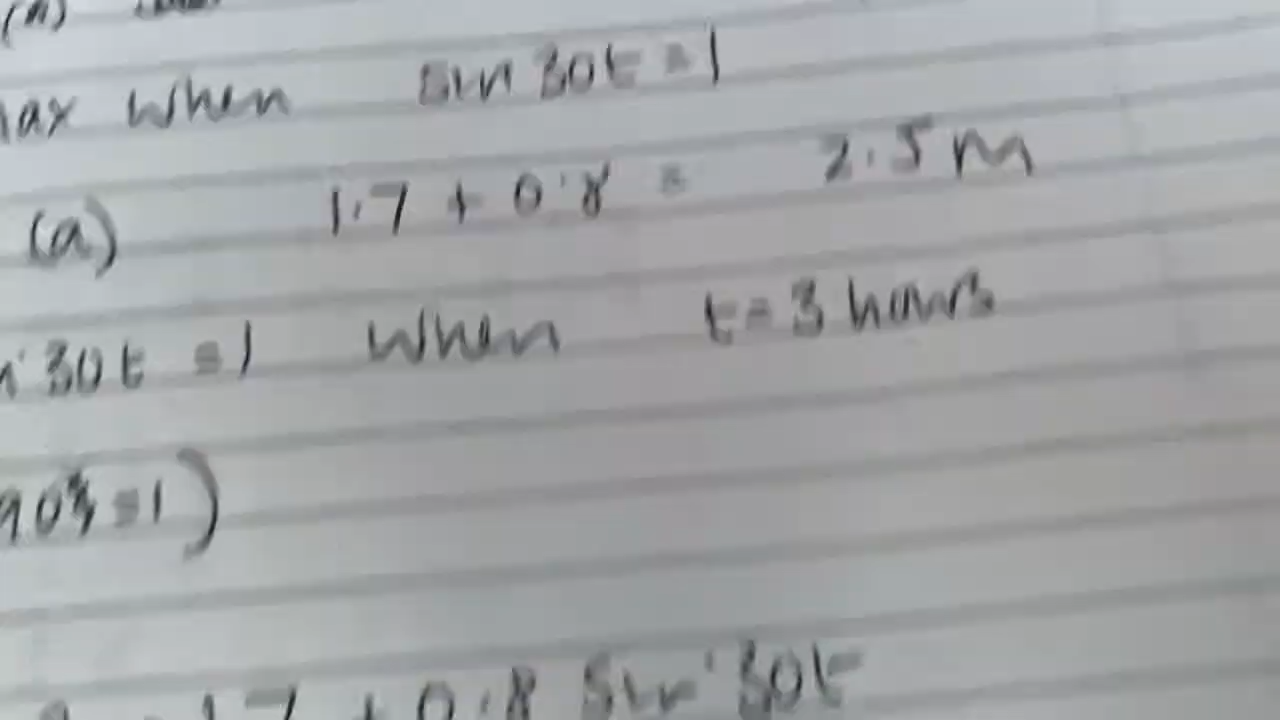 (a)
max when sin 30t = 1
(a) 1.7 + 0.8 = 2.5 m
30t = 1 when t = 3 hours
90° = 1)
1.7 + 0.8 Sin 30t